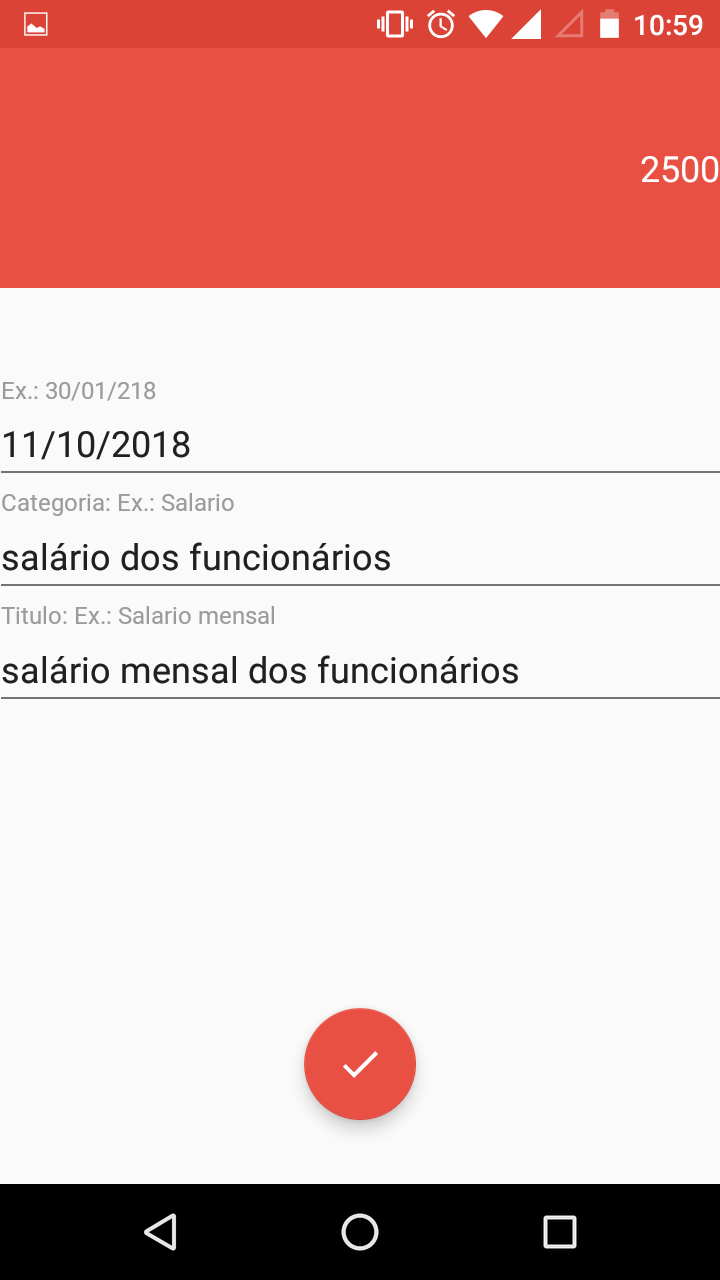 10:59
2500
Ex.: 30/01/218
11/10/2018
Categoria: Ex.: Salario
salário dos funcionários
Titulo: Ex.: Salario mensal
salário mensal dos funcionários